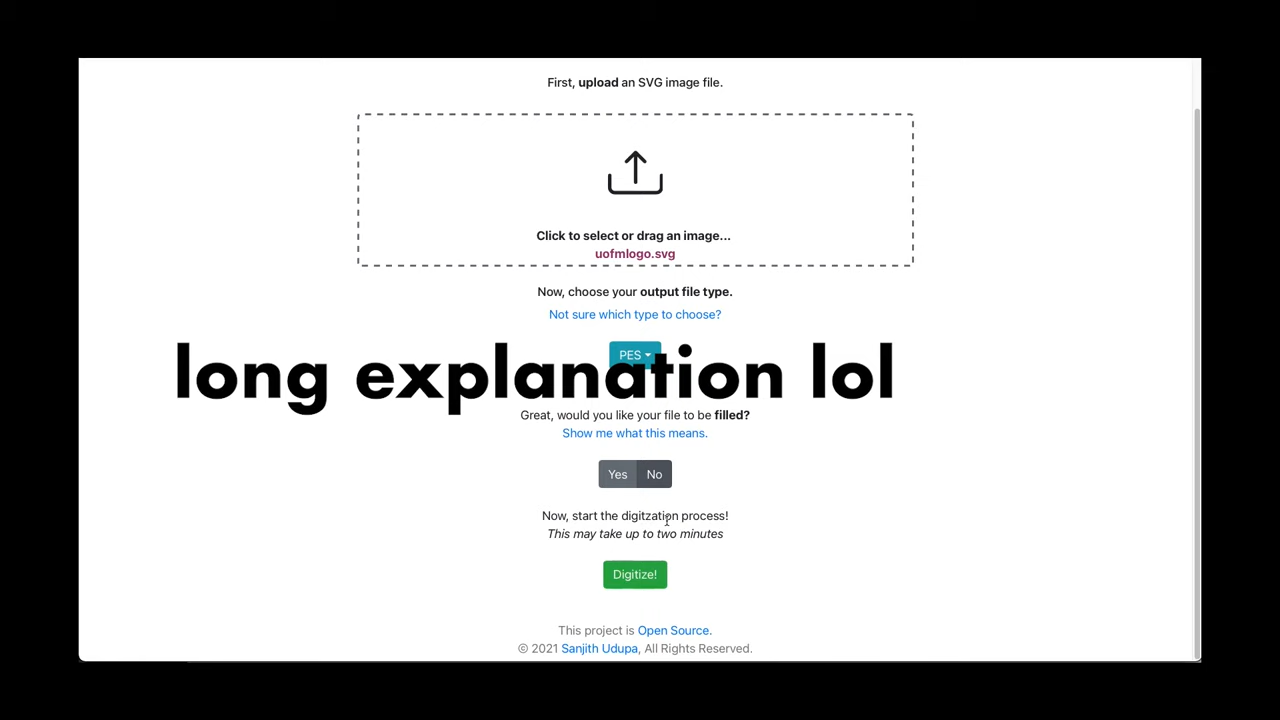 First, upload an SVG image file.
Click to select or drag an image...
uofmlogo.svg
Now, choose your output file type.
Not sure which type to choose?
PES
long explanation lol
Great, would you like your file to be filled?
Show me what this means.
Yes No
Now, start the digitzation process!
This may take up to two minutes
Digitize!
This project is Open Source.
© 2021 Sanjith Udupa, All Rights Reserved.